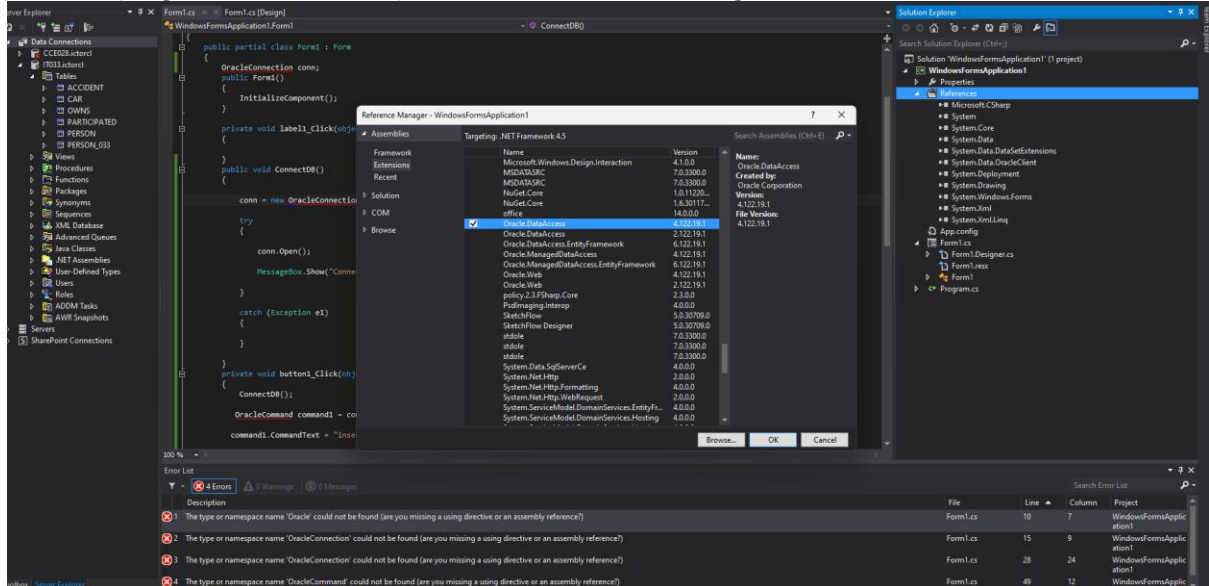 Server Explorer
Data Connections
CCE028.ictorcl
IT033.ictorcl
Tables
ACCIDENT
CAR
OWNS
PARTICIPATED
PERSON
PERSON_033
Views
Procedures
Functions
Packages
Synonyms
Sequences
XML Database
Advanced Queues
Java Classes
.NET Assemblies
User-Defined Types
Users
Roles
ADDM Tasks
AWR Snapshots
Servers
SharePoint Connections
Server Explorer
Form1.cs
Form1.cs [Design]
WindowsFormsApplication1.Form1
ConnectDB()
{
public partial class Form1 : Form
{
OracleConnection conn;
public Form1()
{
InitializeComponent();
}
private void label1_Click(obje
{
}
public void ConnectDB()
{
conn = new OracleConnectio
try
{
conn.Open();
MessageBox.Show("Conne
}
catch (Exception e1)
{
}
}
private void button1_Click(obj
{
ConnectDB();
OracleCommand command1 = co
command1.CommandText = "inse
100 %
Reference Manager - WindowsFormsApplication1
? X
Assemblies
Framework
Extensions
Recent
Solution
COM
Browse
Targeting: .NET Framework 4.5
Search Assemblies (Ctrl+E)
Name Version
Microsoft.Windows.Design.Interaction 4.1.0.0
MSDATASRC 7.0.3300.0
MSDATASRC 7.0.3300.0
NuGet.Core 1.0.11220...
NuGet.Core 1.6.30117...
office 14.0.0.0
Oracle.DataAccess 4.122.19.1
Oracle.DataAccess 2.122.19.1
Oracle.DataAccess.EntityFramework 6.122.19.1
Oracle.ManagedDataAccess 4.122.19.1
Oracle.ManagedDataAccess.EntityFramework 6.122.19.1
Oracle.Web 4.122.19.1
Oracle.Web 2.122.19.1
policy.2.3.FSharp.Core 2.3.0.0
PsdImaging.Interop 4.0.0.0
SketchFlow 5.0.30709.0
SketchFlow Designer 5.0.30709.0
stdole 7.0.3300.0
stdole 7.0.3300.0
stdole 7.0.3300.0
System.Data.SqlServerCe 4.0.0.0
System.Net.Http 2.0.0.0
System.Net.Http.Formatting 4.0.0.0
System.Net.Http.WebRequest 2.0.0.0
System.ServiceModel.DomainServices.EntityFr... 4.0.0.0
System.ServiceModel.DomainServices.Hosting 4.0.0.0
Name:
Oracle.DataAccess
Created by:
Oracle Corporation
Version:
4.122.19.1
File Version:
4.122.19.1
Browse... OK Cancel
Solution Explorer
Search Solution Explorer (Ctrl+;)
Solution 'WindowsFormsApplication1' (1 project)
WindowsFormsApplication1
Properties
References
Microsoft.CSharp
System
System.Core
System.Data
System.Data.DataSetExtensions
System.Data.OracleClient
System.Deployment
System.Drawing
System.Windows.Forms
System.Xml
System.Xml.Linq
App.config
Form1.cs
Form1.Designer.cs
Form1.resx
Form1
Program.cs
Team Explorer
Error List
4 Errors 0 Warnings 0 Messages
Search Error List
Description File Line Column Project
1 The type or namespace name 'Oracle' could not be found (are you missing a using directive or an assembly reference?) Form1.cs 10 7 WindowsFormsApplic
ation1
2 The type or namespace name 'OracleConnection' could not be found (are you missing a using directive or an assembly reference?) Form1.cs 15 9 WindowsFormsApplic
ation1
3 The type or namespace name 'OracleConnection' could not be found (are you missing a using directive or an assembly reference?) Form1.cs 28 24 WindowsFormsApplic
ation1
4 The type or namespace name 'OracleCommand' could not be found (are you missing a using directive or an assembly reference?) Form1.cs 49 12 WindowsFormsApplic